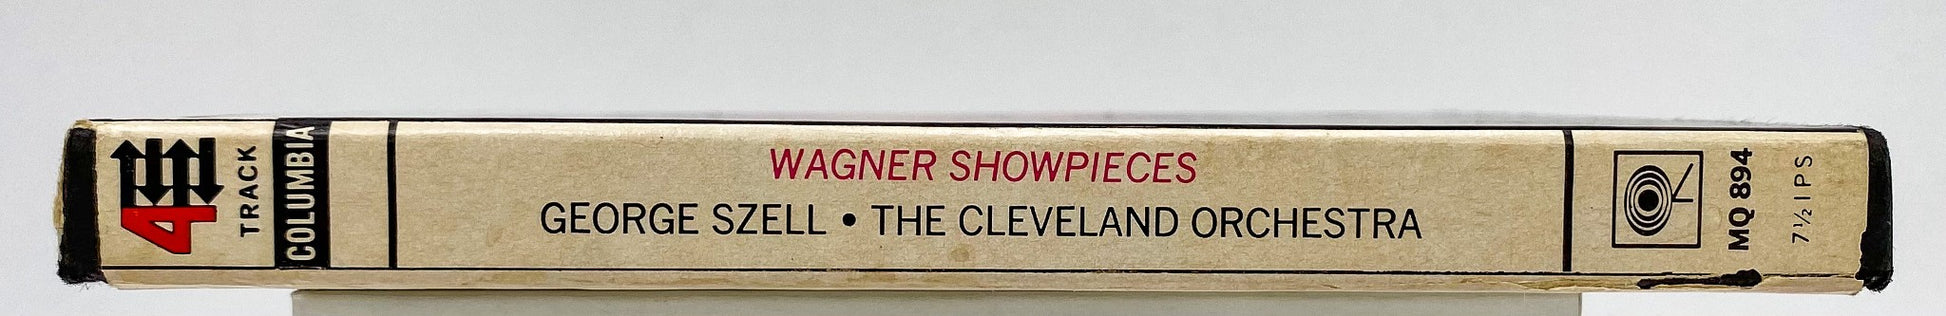 4
TRACK
COLUMBIA
WAGNER SHOWPIECES
GEORGE SZELL • THE CLEVELAND ORCHESTRA
MQ 894
7½ IPS